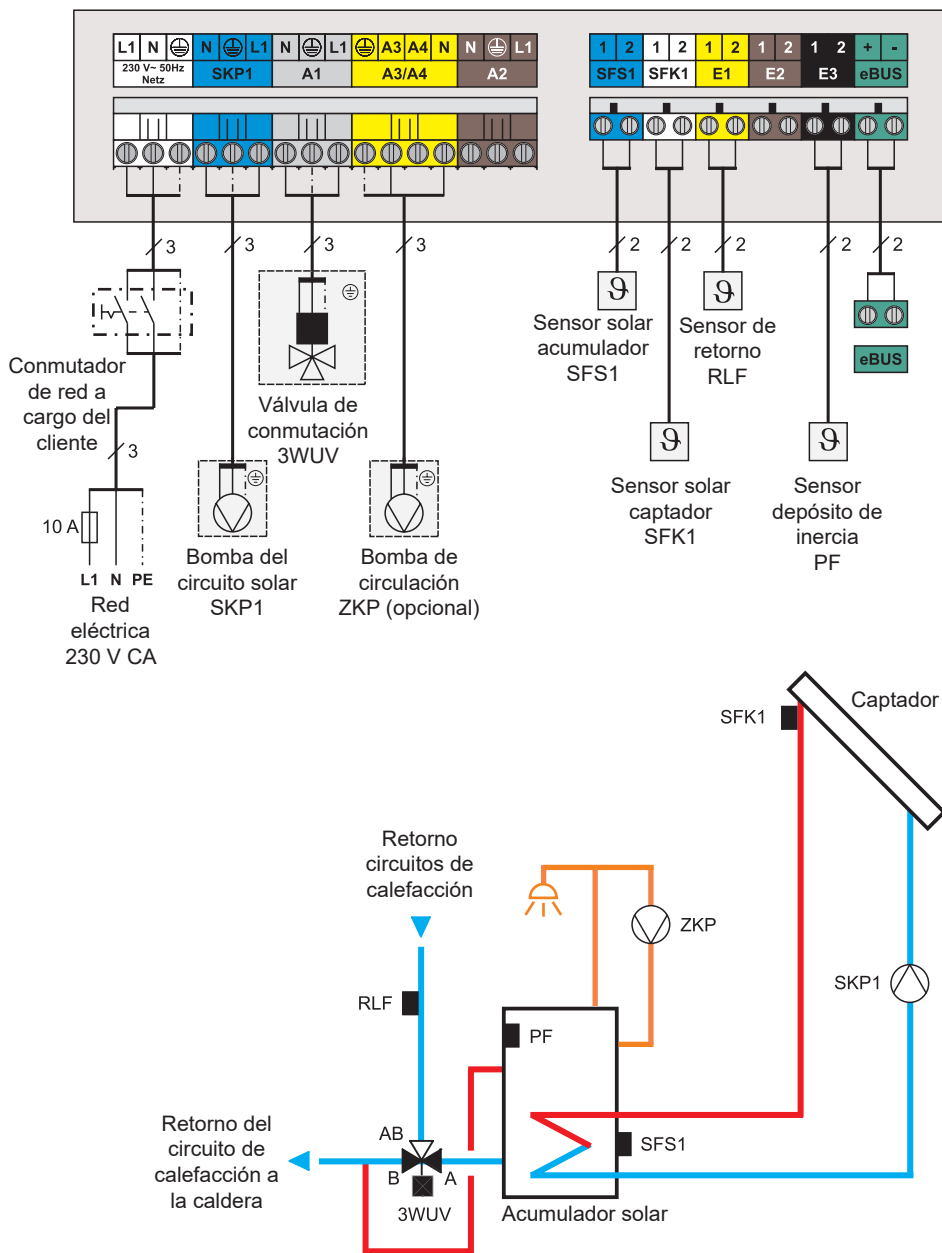 L1 N N L1 N L1 A3 A4 N N L1
230 V~ 50Hz
Netz
SKP1 A1 A3/A4 A2
1 2 1 2 1 2 1 2 1 2 + -
SFS1 SFK1 E1 E2 E3 eBUS
3 3 3 3 2 2 2 2 2
Conmutador
de red a
cargo del
cliente
3
10 A
L1 N PE
Red
eléctrica
230 V CA
Bomba del
circuito solar
SKP1
Válvula de
conmutación
3WUV
Bomba de
circulación
ZKP (opcional)
ϑ
Sensor solar
acumulador
SFS1
ϑ
Sensor de
retorno
RLF
eBUS
ϑ
Sensor solar
captador
SFK1
ϑ
Sensor
depósito de
inercia
PF
SFK1
Captador
Retorno
circuitos de
calefacción
ZKP
SKP1
RLF
PF
Retorno del
circuito de
calefacción a
la caldera
AB
B A
3WUV
SFS1
Acumulador solar